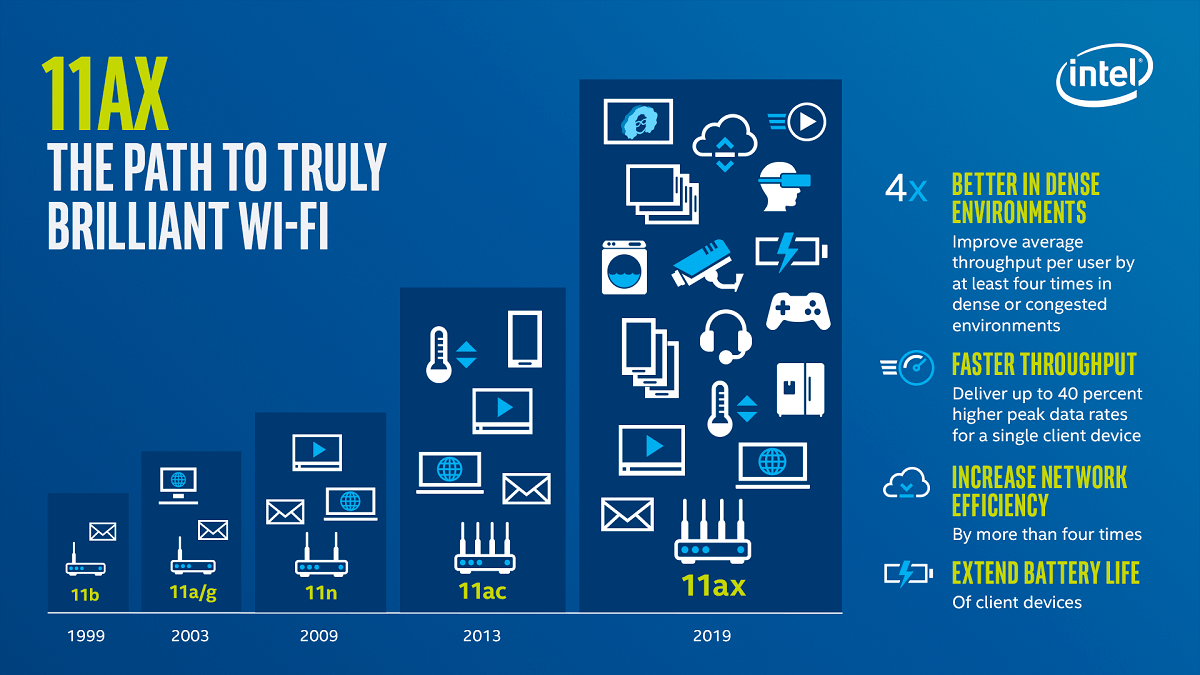 11AX
THE PATH TO TRULY
BRILLIANT WI-FI
intel®
4x
BETTER IN DENSE
ENVIRONMENTS
Improve average
throughput per user by
at least four times in
dense or congested
environments
FASTER THROUGHPUT
Deliver up to 40 percent
higher peak data rates
for a single client device
INCREASE NETWORK
EFFICIENCY
By more than four times
EXTEND BATTERY LIFE
Of client devices
11b
11a/g
11n
11ac
11ax
1999
2003
2009
2013
2019